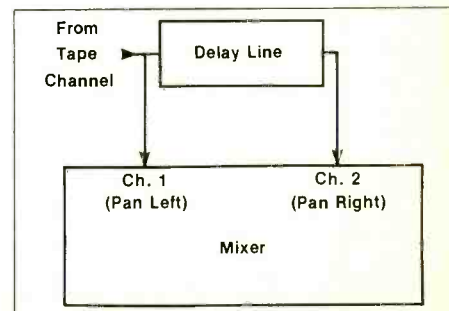 From
Tape
Channel
Delay Line
Ch. 1
(Pan Left)
Ch. 2
(Pan Right)
Mixer